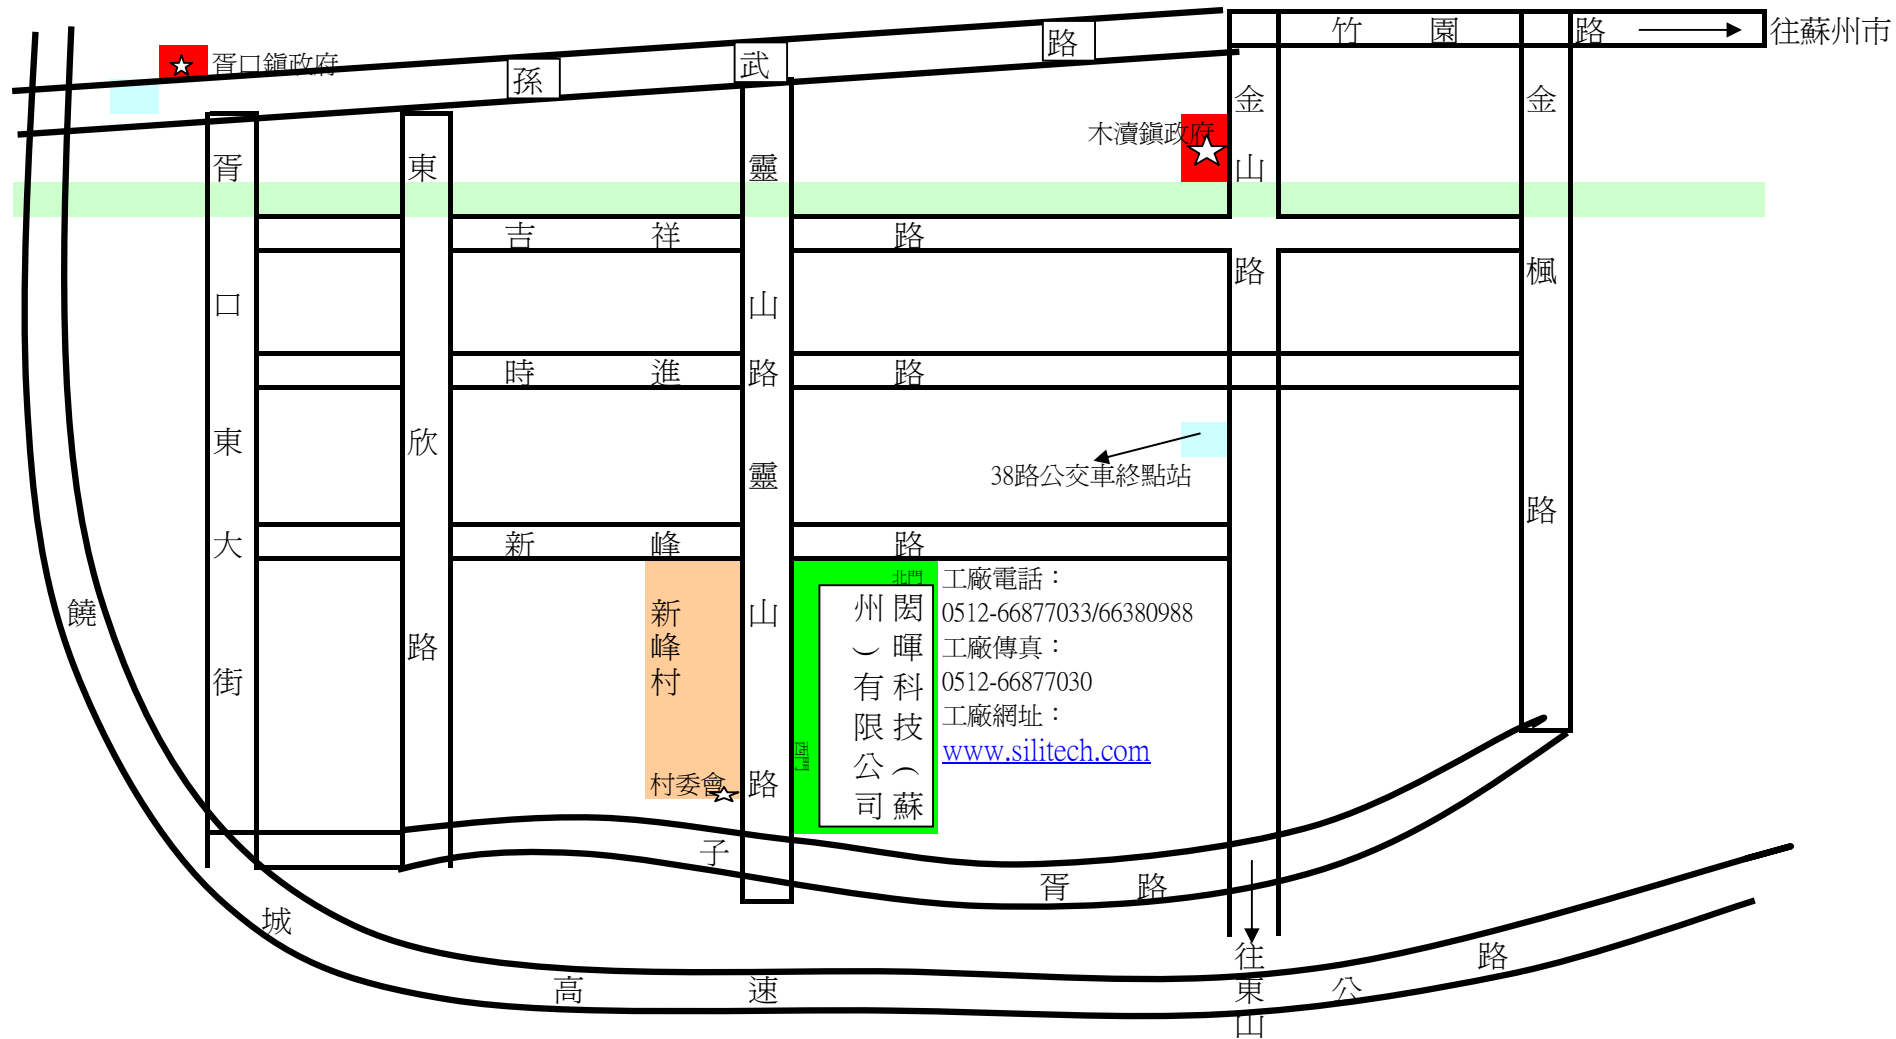 竹園路
往蘇州市
孫武路
胥口鎮政府
木瀆鎮政府
金山路
金楓路
胥口東大街
東欣路
靈山路
靈山路
吉祥路
時進路
38路公交車終點站
新峰路
北門
西門
閎暉科技（蘇
州）有限公司
工廠電話：
0512-66877033/66380988
工廠傳真：
0512-66877030
工廠網址：
www.silitech.com
新峰村
村委會
子胥路
饒城高速公路
往東山